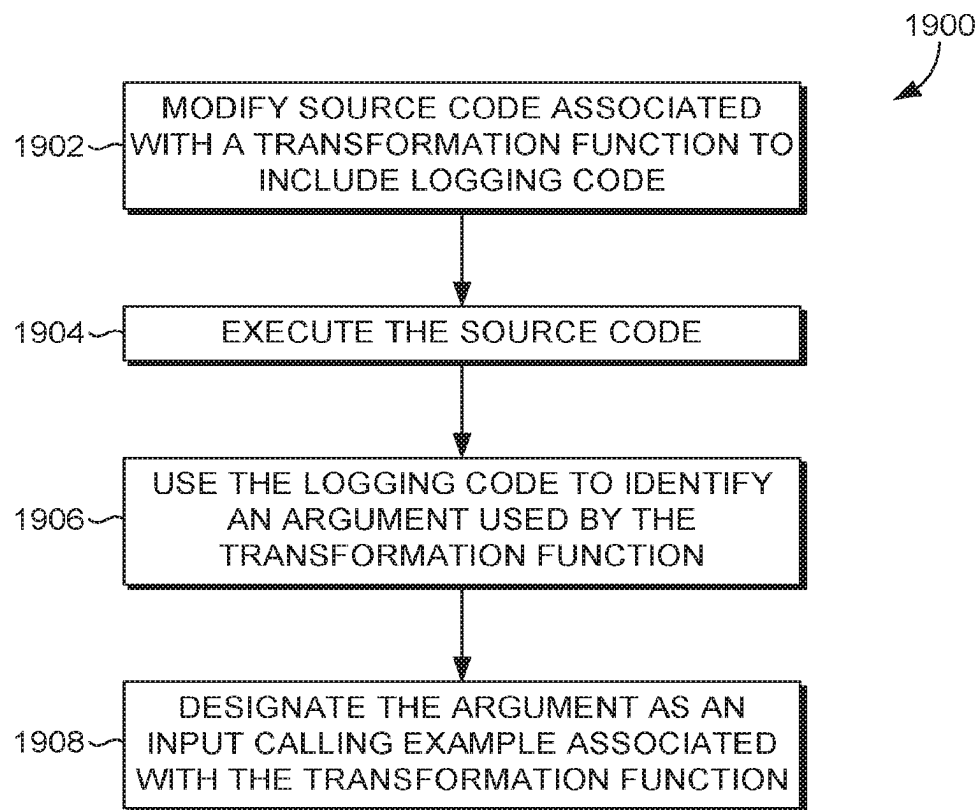 1900
1902
MODIFY SOURCE CODE ASSOCIATED
WITH A TRANSFORMATION FUNCTION TO
INCLUDE LOGGING CODE
1904
EXECUTE THE SOURCE CODE
1906
USE THE LOGGING CODE TO IDENTIFY
AN ARGUMENT USED BY THE
TRANSFORMATION FUNCTION
1908
DESIGNATE THE ARGUMENT AS AN
INPUT CALLING EXAMPLE ASSOCIATED
WITH THE TRANSFORMATION FUNCTION